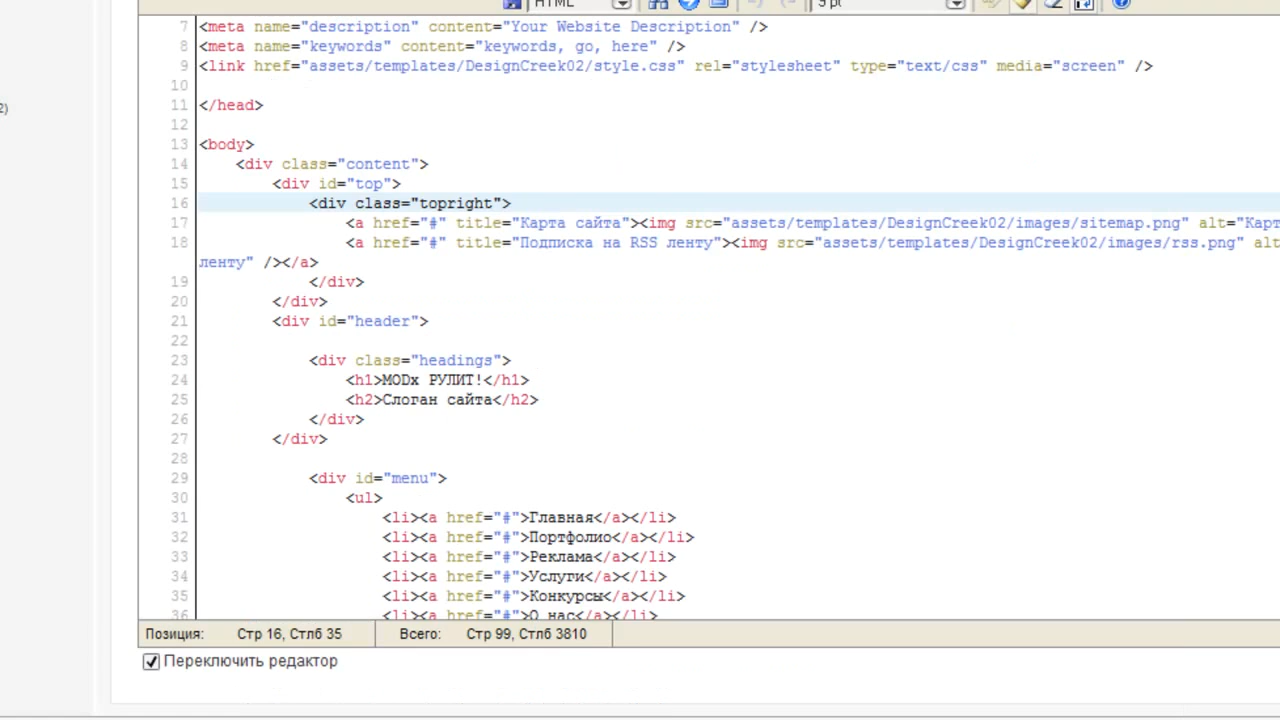 HTML 9 pt
7 <meta name="description" content="Your Website Description" />
2)
8 <meta name="keywords" content="keywords, go, here" />
9 <link href="assets/templates/DesignCreek02/style.css" rel="stylesheet" type="text/css" media="screen" />
10
11 </head>
12
13 <body>
14 <div class="content">
15 <div id="top">
16 <div class="topright">
17 <a href="#" title="Карта сайта"><img src="assets/templates/DesignCreek02/images/sitemap.png" alt="Карт
18 <a href="#" title="Подписка на RSS ленту"><img src="assets/templates/DesignCreek02/images/rss.png" alt
ленту" /></a>
19 </div>
20 </div>
21 <div id="header">
22
23 <div class="headings">
24 <h1>MODx РУЛИТ!</h1>
25 <h2>Слоган сайта</h2>
26 </div>
27 </div>
28
29 <div id="menu">
30 <ul>
31 <li><a href="#">Главная</a></li>
32 <li><a href="#">Портфолио</a></li>
33 <li><a href="#">Реклама</a></li>
34 <li><a href="#">Услуги</a></li>
35 <li><a href="#">Конкурсы</a></li>
36 <li><a href="#">О нас</a></li>
Позиция: Стр 16, Стлб 35 Всего: Стр 99, Стлб 3810
Переключить редактор